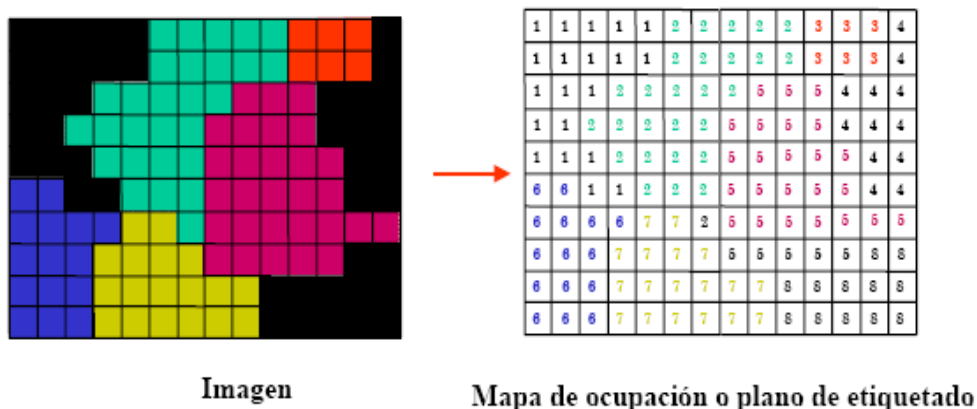 1 1 1 1 1 2 2 2 2 2 3 3 3 4
1 1 1 1 1 2 2 2 2 2 3 3 3 4
1 1 1 2 2 2 2 2 5 5 5 4 4 4
1 1 2 2 2 2 2 5 5 5 5 4 4 4
1 1 1 2 2 2 2 5 5 5 5 5 4 4
6 6 1 1 2 2 2 5 5 5 5 5 4 4
6 6 6 6 7 7 2 5 5 5 5 5 5 5
6 6 6 7 7 7 7 5 5 5 5 5 8 8
6 6 6 7 7 7 7 7 7 8 8 8 8 8
6 6 6 7 7 7 7 7 7 8 8 8 8 8
Imagen
Mapa de ocupación o plano de etiquetado